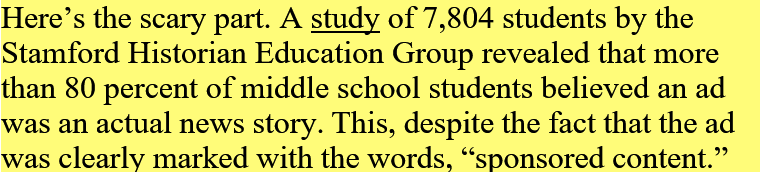 Here’s the scary part. A study of 7,804 students by the
Stamford Historian Education Group revealed that more
than 80 percent of middle school students believed an ad
was an actual news story. This, despite the fact that the ad
was clearly marked with the words, “sponsored content.”